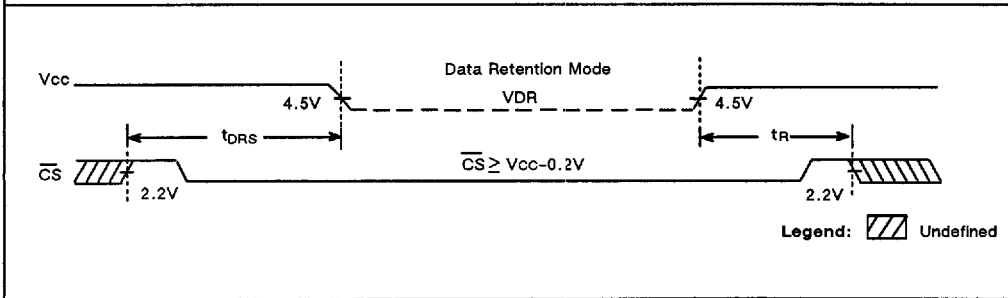 Data Retention Mode
Vcc
4.5V
VDR
4.5V
tDRS
tR
CS
CS ≥ Vcc-0.2V
2.2V
2.2V
Legend: Undefined